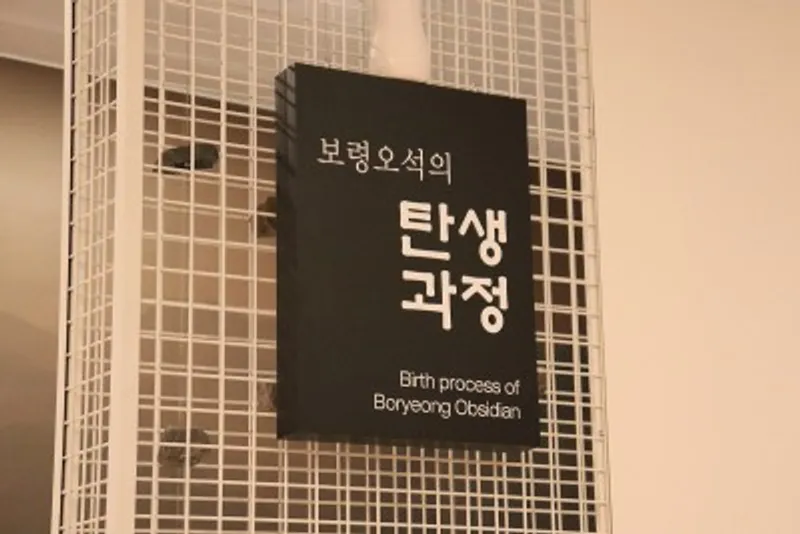 보령오석의
탄생
과정
Birth process of
Boryeong Obsidian